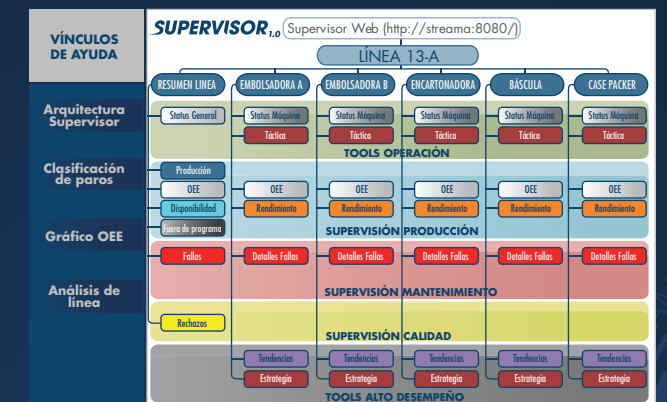 VÍNCULOS
DE AYUDA
Arquitectura
Supervisor
Clasificación
de paros
Gráfico OEE
Análisis de
línea
SUPERVISOR 1.0 Supervisor Web (http://streama:8080/)
LÍNEA 13-A
RESUMEN LINEA EMBOLSADORA A EMBOLSADORA B ENCARTONADORA BÁSCULA CASE PACKER
Status General Status Máquina Status Máquina Status Máquina Status Máquina Status Máquina
Táctica Táctica Táctica Táctica Táctica
TOOLS OPERACIÓN
Producción
OEE OEE OEE OEE OEE OEE
Disponibilidad Rendimiento Rendimiento Rendimiento Rendimiento Rendimiento
Fuera de programa
SUPERVISIÓN PRODUCCIÓN
Fallas Detalles Fallas Detalles Fallas Detalles Fallas Detalles Fallas Detalles Fallas
SUPERVISIÓN MANTENIMIENTO
Rechazos
SUPERVISIÓN CALIDAD
Tendencias Tendencias Tendencias Tendencias Tendencias
Estrategia Estrategia Estrategia Estrategia Estrategia
TOOLS ALTO DESEMPEÑO